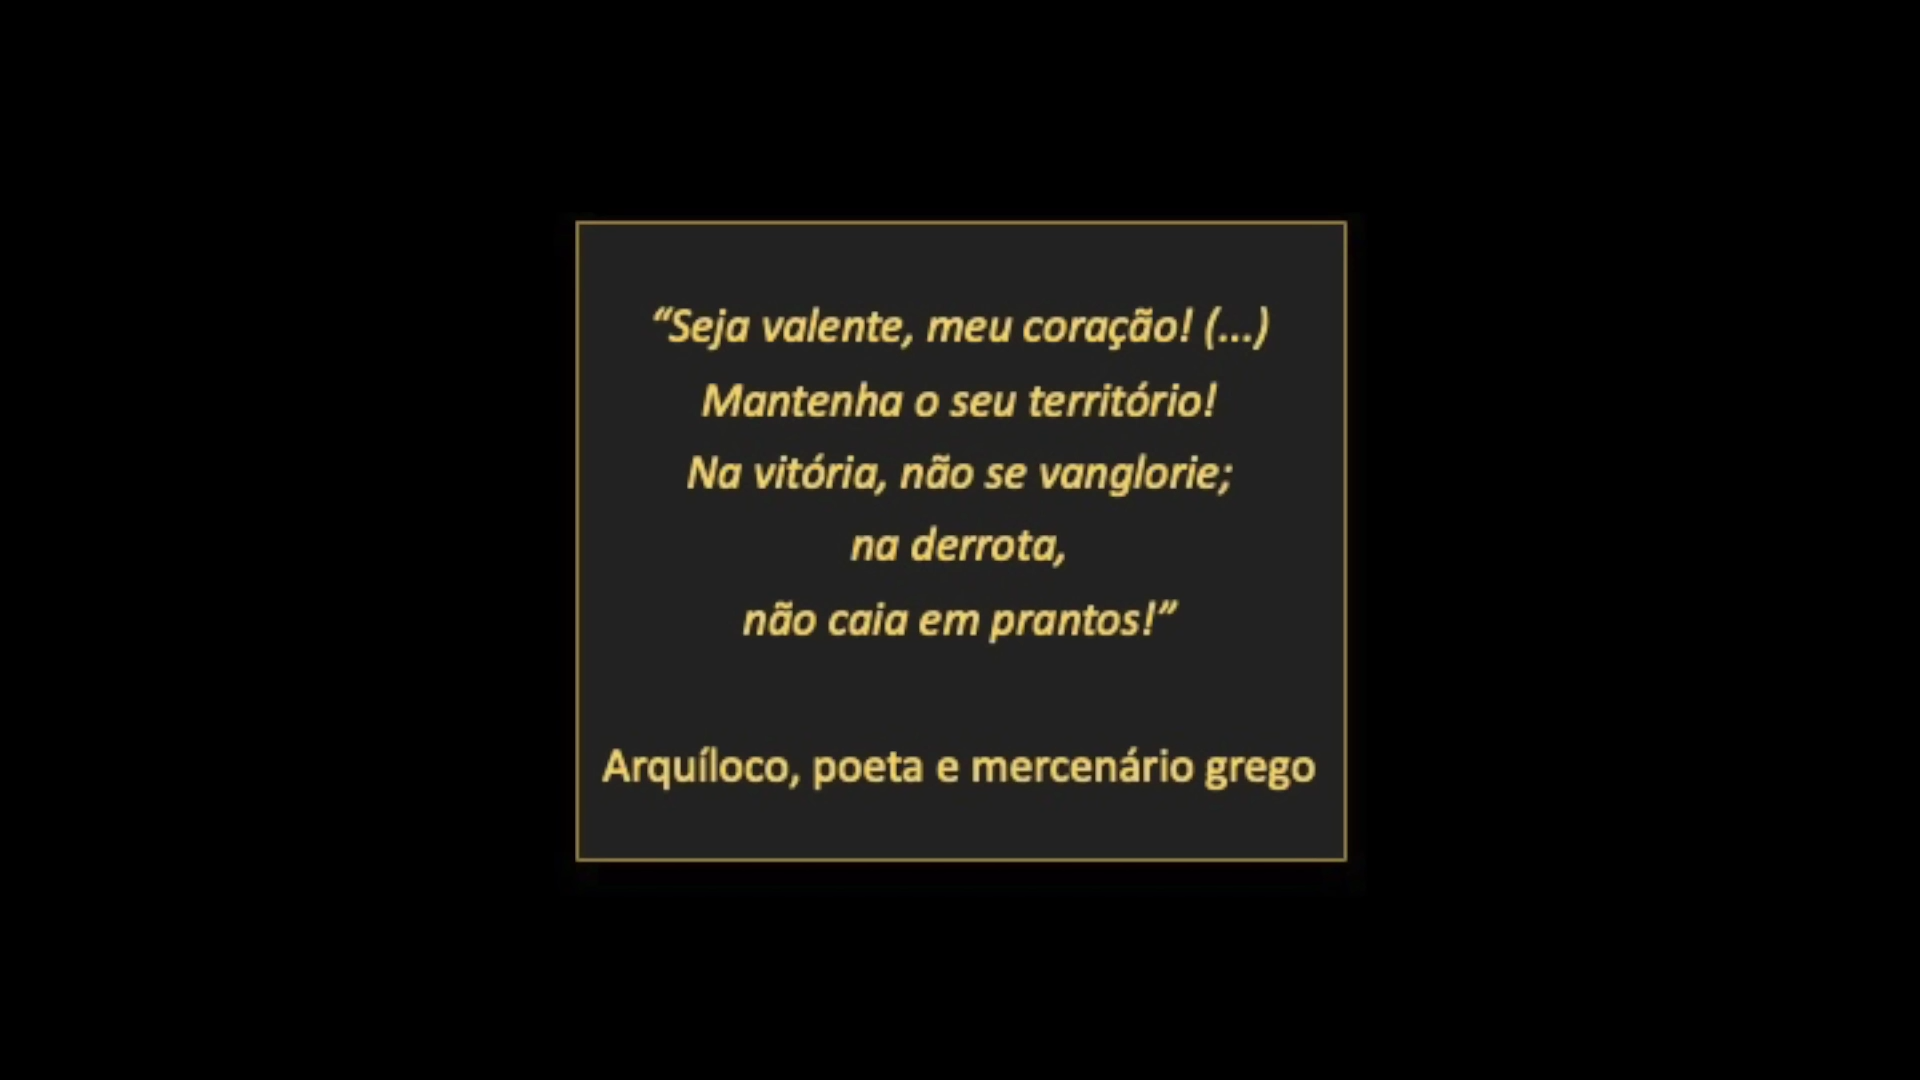 “Seja valente, meu coração! (...)
Mantenha o seu território!
Na vitória, não se vanglorie;
na derrota,
não caia em prantos!”
Arquíloco, poeta e mercenário grego